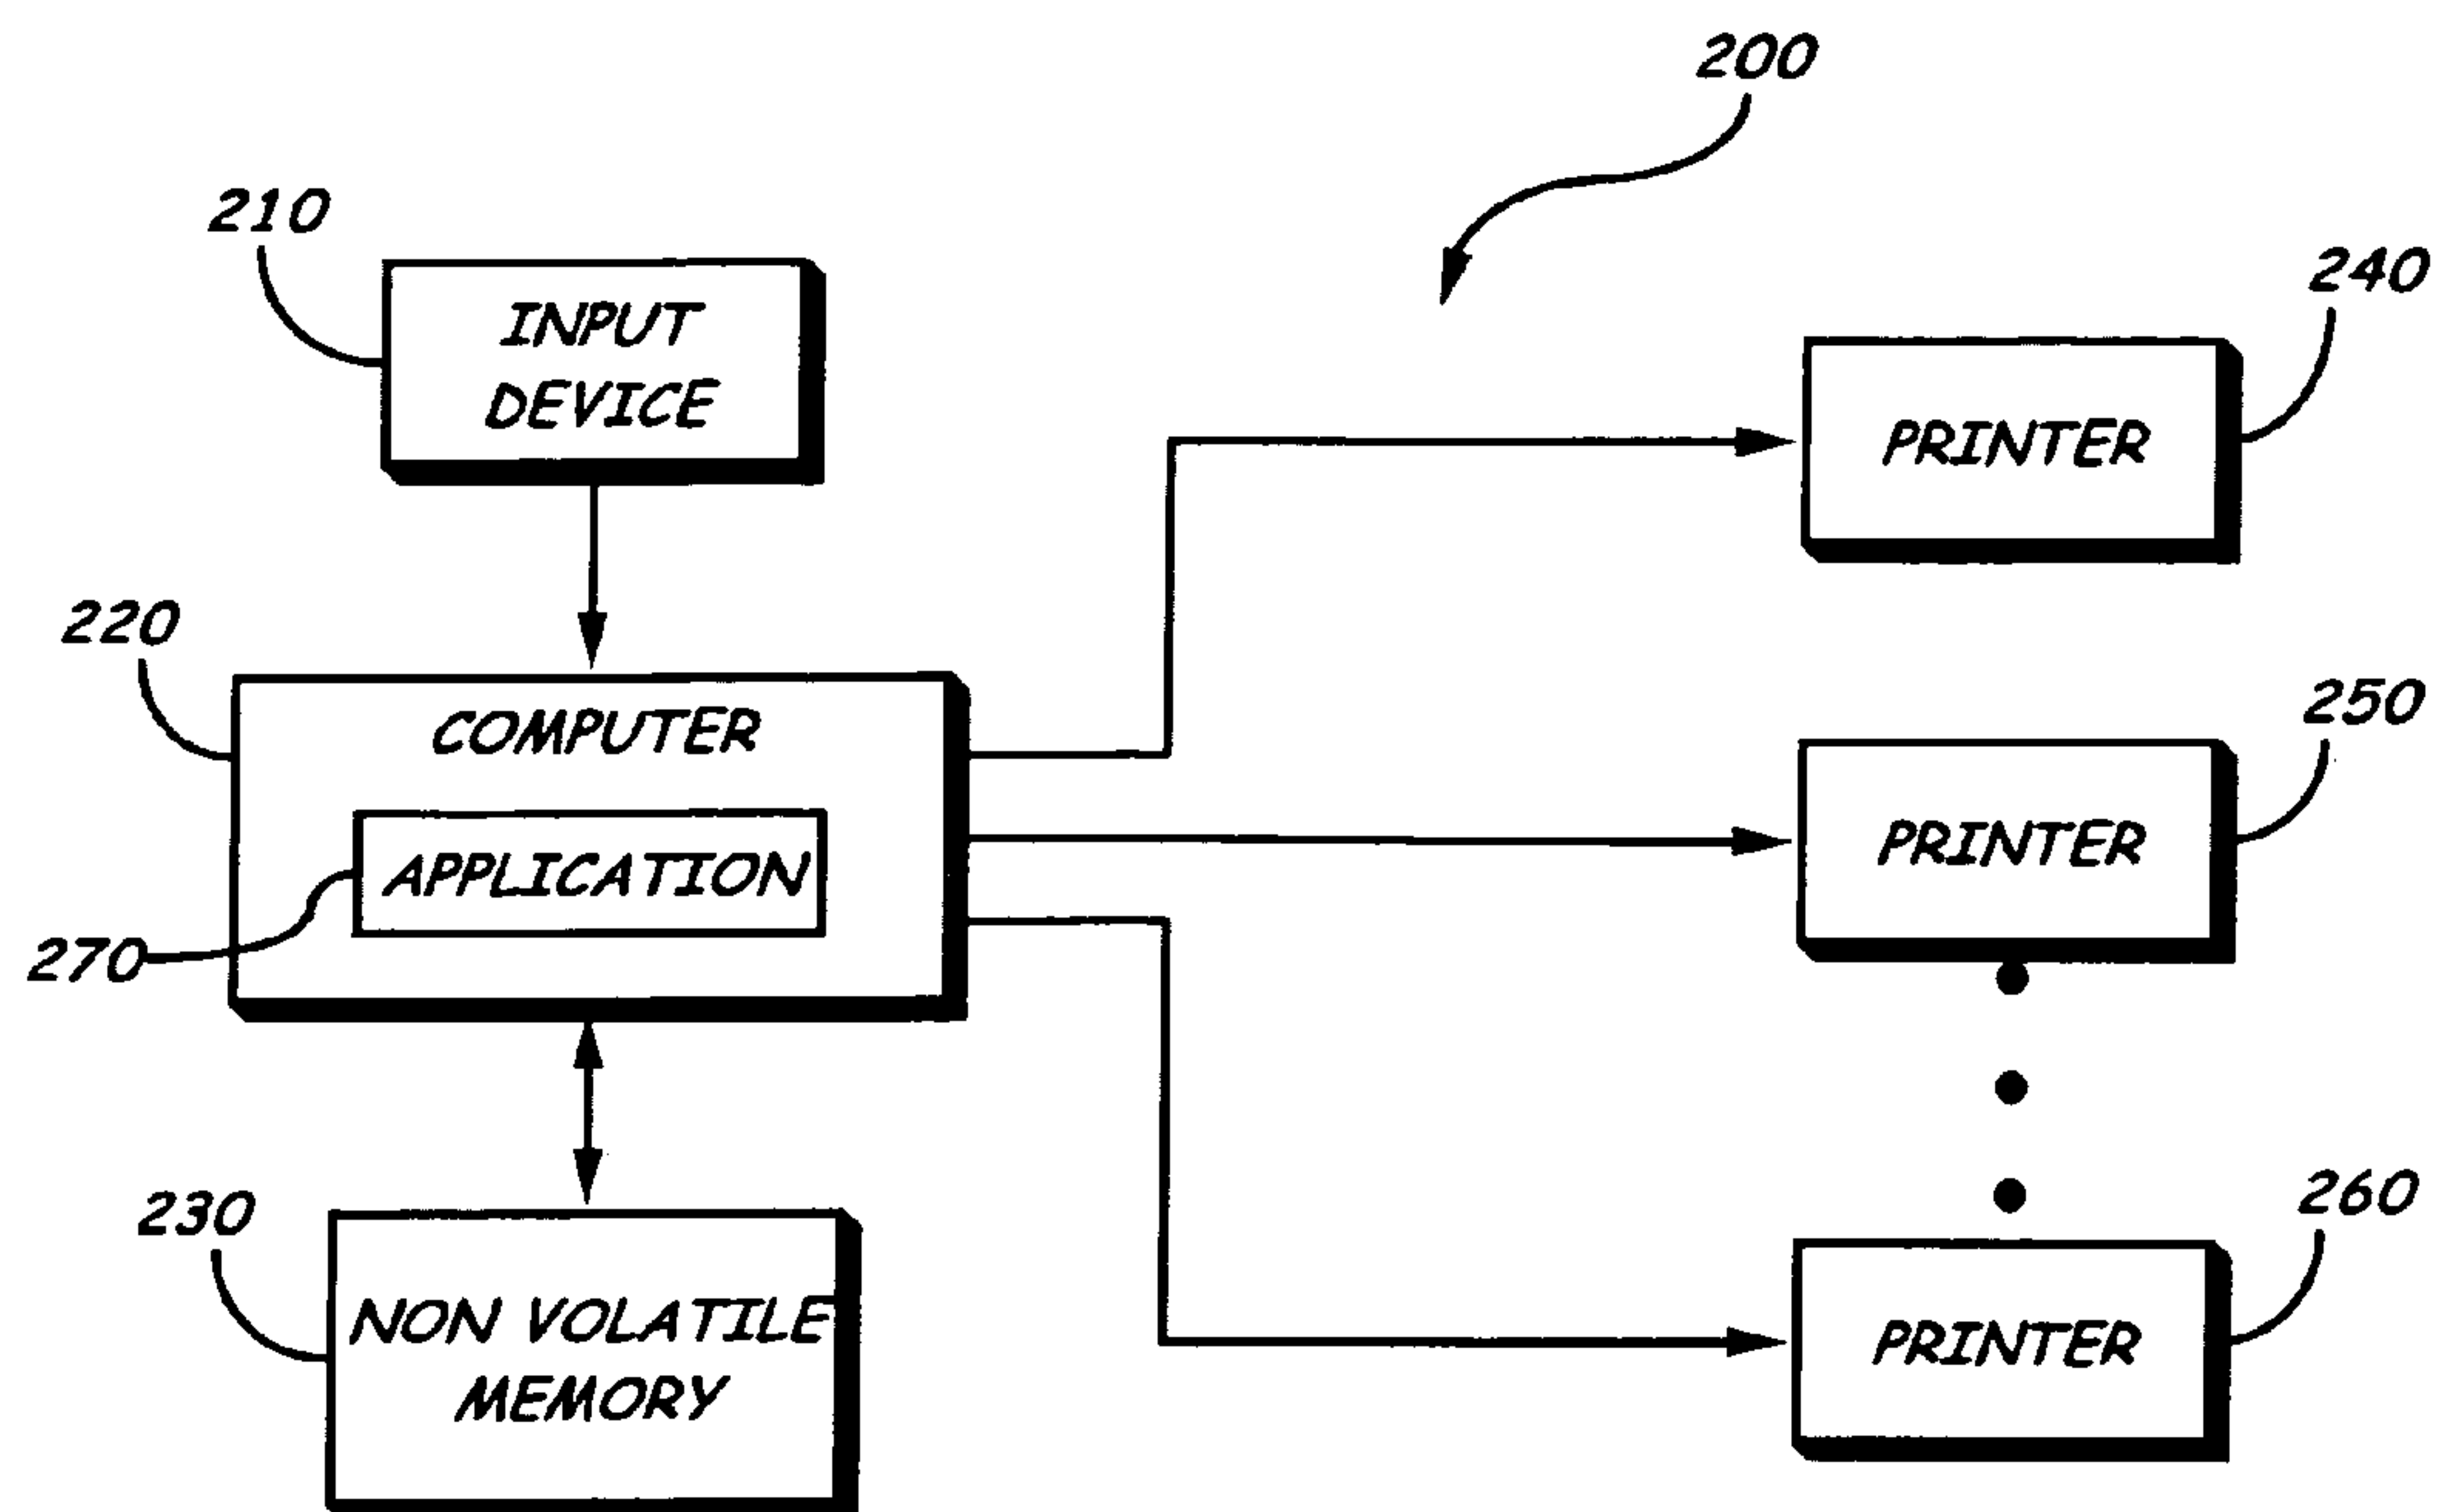 200
210
INPUT
DEVICE
240
PRINTER
220
COMPUTER
250
PRINTER
APPLICATION
270
230
NON VOLATILE
MEMORY
260
PRINTER